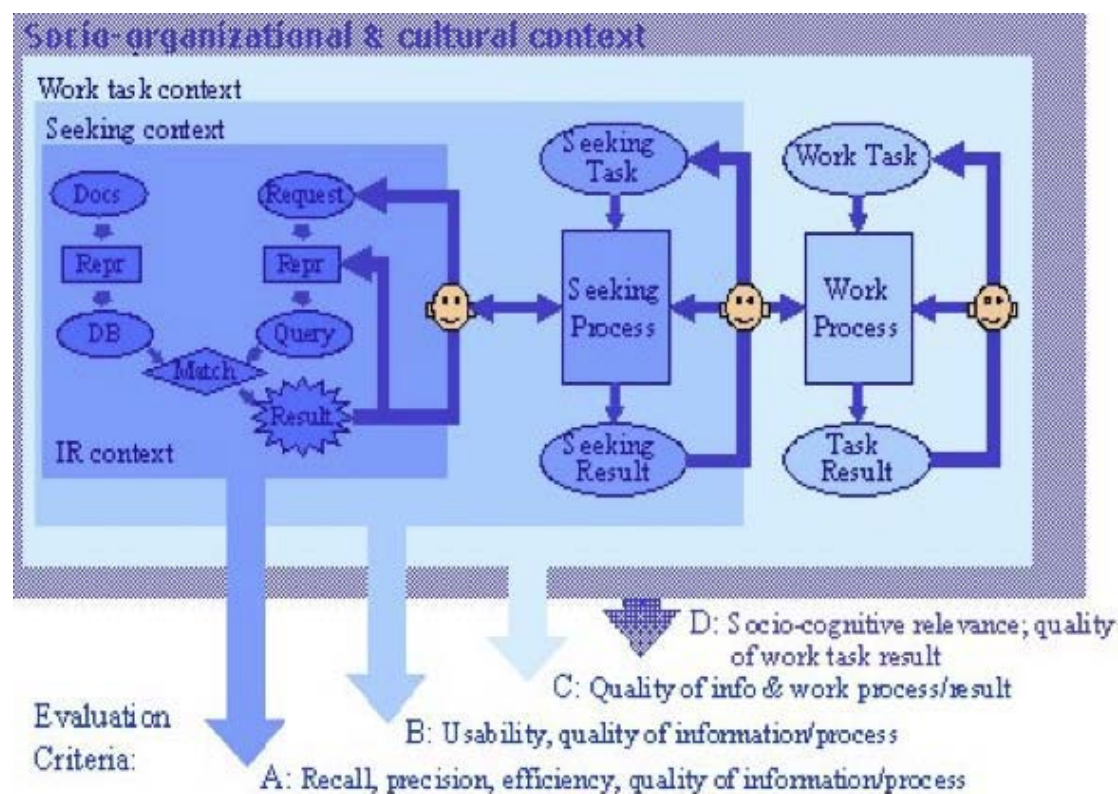 Socio-organizational & cultural context
Work task context
Seeking context
Docs
Repr
DB
Request
Repr
Query
Match
Result
IR context
Seeking
Task
Seeking
Process
Seeking
Result
Work Task
Work
Process
Task
Result
D: Socio-cognitive relevance; quality
of work task result
C: Quality of info & work process/result
B: Usability, quality of information/process
A: Recall, precision, efficiency, quality of information/process
Evaluation
Criteria: